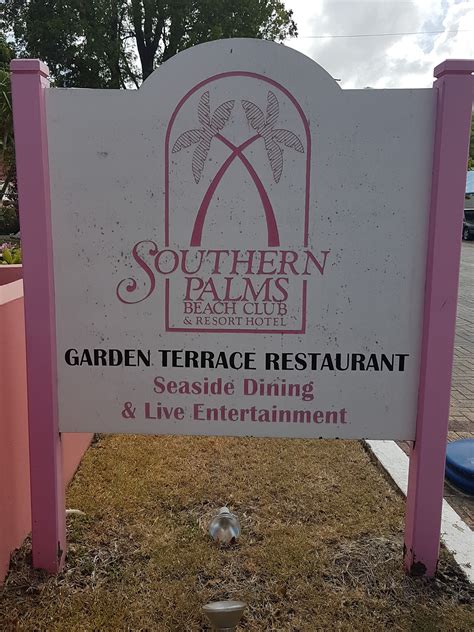 SOUTHERN
PALMS
BEACH CLUB
& RESORT HOTEL
GARDEN TERRACE RESTAURANT
Seaside Dining
& Live Entertainment